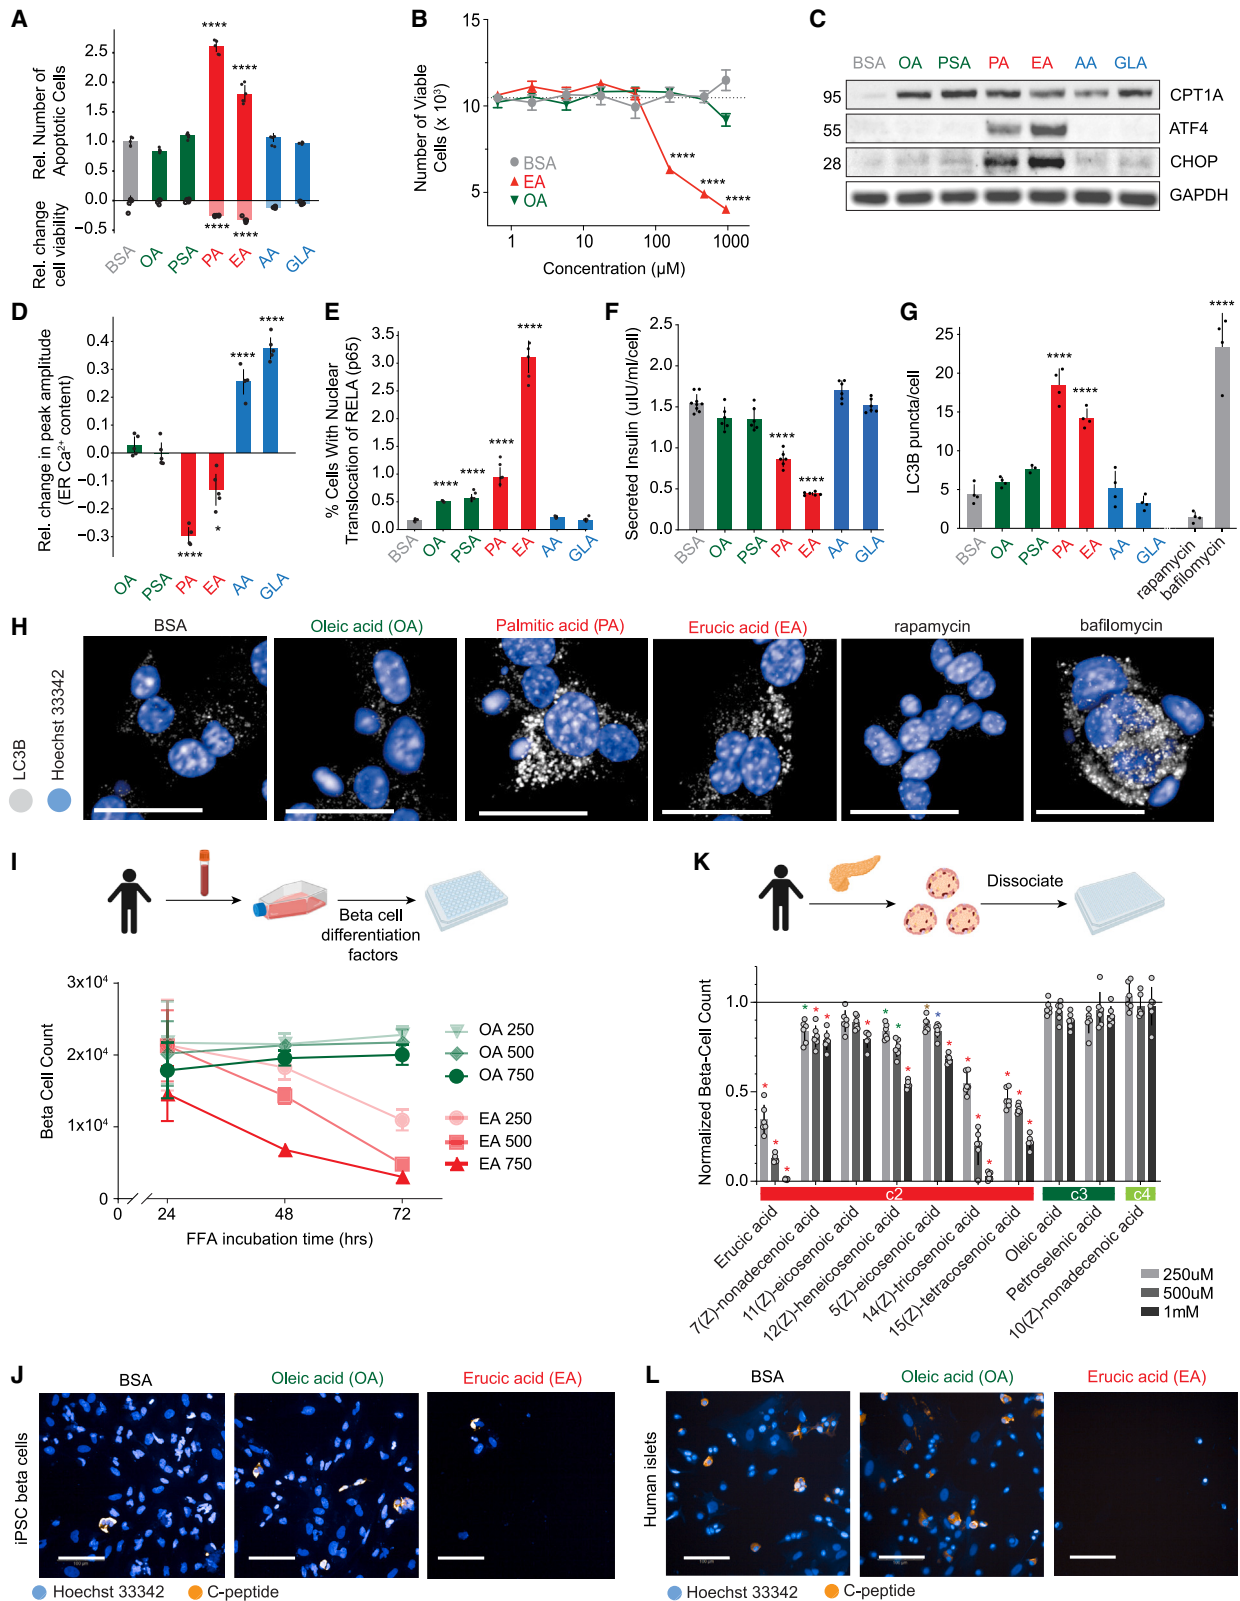 A
Rel. Number of
Apoptotic Cells
Rel. change
cell viability
2.5
2.0
1.5
1.0
0.5
0.0
−0.5
****
****
****
****
BSA
OA
PSA
PA
EA
AA
GLA
B
Number of Viable
Cells (x 10³)
15
10
5
BSA
EA
OA
****
****
****
1
10
100
1000
Concentration (µM)
C
BSA OA PSA PA EA AA GLA
95 CPT1A
55 ATF4
28 CHOP
GAPDH
D
Rel. change in peak amplitude
(ER Ca²⁺ content)
0.4
0.3
0.2
0.1
0.0
−0.1
−0.2
−0.3
****
*
****
****
OA
PSA
PA
EA
AA
GLA
E
% Cells With Nuclear
Translocation of RELA (p65)
3.5
3.0
2.5
2.0
1.5
1.0
0.5
0.0
****
****
****
****
BSA
OA
PSA
PA
EA
AA
GLA
F
Secreted Insulin (uIU/ml/cell)
2.5
2.0
1.5
1.0
0.5
0.0
****
****
BSA
OA
PSA
PA
EA
AA
GLA
G
LC3B puncta/cell
25
20
15
10
5
0
****
****
****
BSA
OA
PSA
PA
EA
AA
GLA
rapamycin
bafilomycin
H
BSA
Oleic acid (OA)
Palmitic acid (PA)
Erucic acid (EA)
rapamycin
bafilomycin
LC3B
Hoechst 33342
I
Beta cell
differentiation
factors
Beta Cell Count
3x10⁴
2x10⁴
1x10⁴
0
0
24
48
72
FFA incubation time (hrs)
OA 250
OA 500
OA 750
EA 250
EA 500
EA 750
K
Dissociate
Normalized Beta-Cell Count
1.0
0.5
0.0
* * *
* * *
*
* * *
* * *
* * *
* * *
c2
c3
c4
Erucic acid
7(Z)-nonadecenoic acid
11(Z)-eicosenoic acid
12(Z)-heneicosenoic acid
5(Z)-eicosenoic acid
14(Z)-tricosenoic acid
15(Z)-tetracosenoic acid
Oleic acid
Petroselenic acid
10(Z)-nonadecenoic acid
250uM
500uM
1mM
J
BSA
Oleic acid (OA)
Erucic acid (EA)
iPSC beta cells
100 µm
Hoechst 33342
C-peptide
L
BSA
Oleic acid (OA)
Erucic acid (EA)
Human islets
100 µm
100 µm
Hoechst 33342
C-peptide